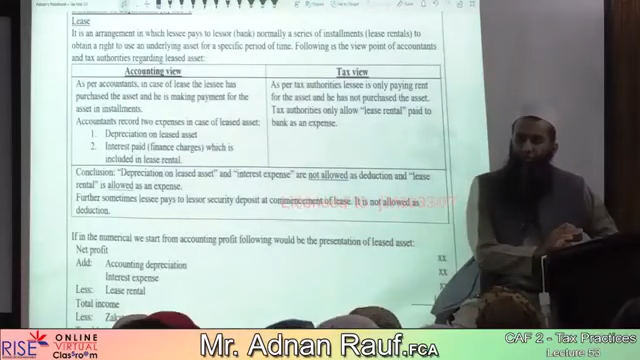 Lease
It is an arrangement in which lessee pays to lessor (bank) normally a series of installments (lease rentals) to
obtain a right to use an underlying asset for a specific period of time. Following is the view point of accountants
and tax authorities regarding leased asset:
Accounting view
As per accountants, in case of lease the lessee has
purchased the asset and he is making payment for the
asset in installments.
Accountants record two expenses in case of leased asset:
1. Depreciation on leased asset
2. Interest paid (finance charges) which is
included in lease rental.
Tax view
As per tax authorities lessee is only paying rent
for the asset and he has not purchased the asset.
Tax authorities only allow "lease rental" paid to
bank as an expense.
Conclusion: "Depreciation on leased asset" and "interest expense" are not allowed as deduction and "lease
rental" is allowed as an expense.
Further sometimes lessee pays to lessor security deposit at commencement of lease. It is not allowed as
deduction.
If in the numerical we start from accounting profit following would be the presentation of leased asset:
Net profit xx
Add: Accounting depreciation xx
Interest expense xx
Less: Lease rental
Total income
Less:
RISE ONLINE
VIRTUAL
Classroom
Mr. Adnan Rauf.FCA
CAF 2 - Tax Practices
Lecture 53